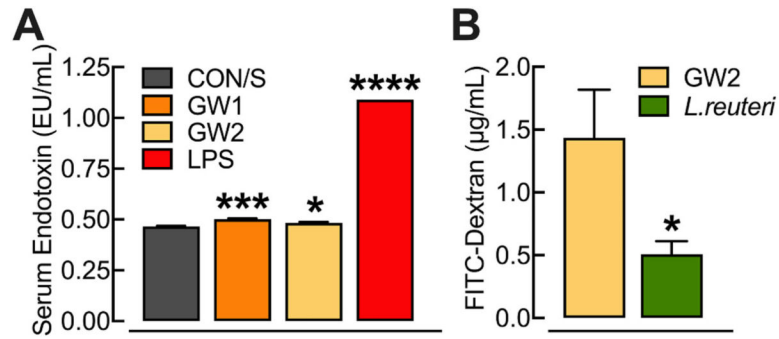 A
Serum Endotoxin (EU/mL)
1.25
1.00
0.75
0.50
0.25
0.00
CON/S
GW1
GW2
LPS
***
*
****
B
FITC-Dextran (µg/mL)
2.0
1.5
1.0
0.5
0.0
GW2
L.reuteri
*